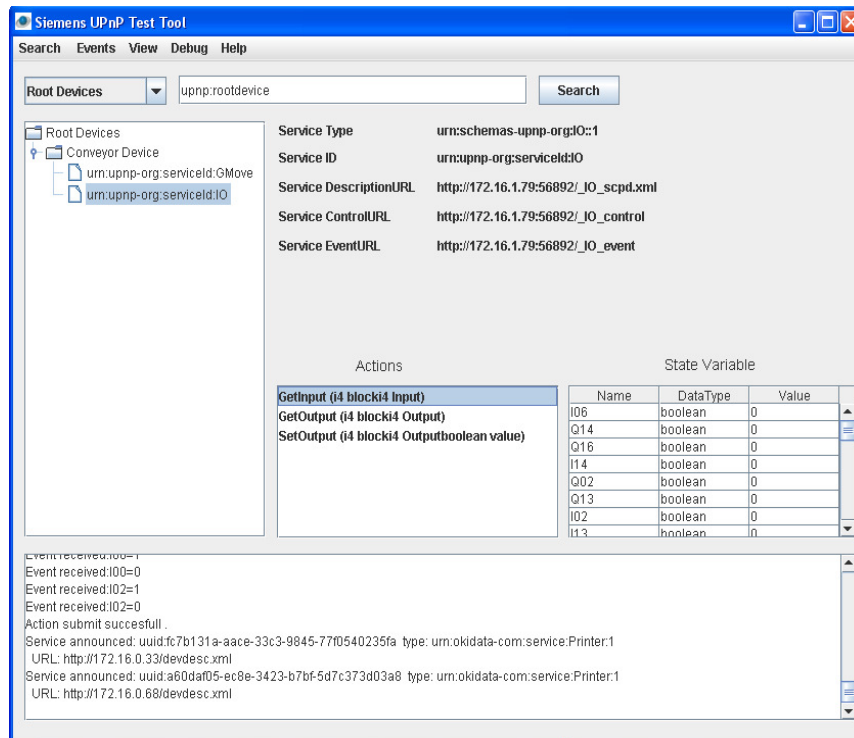 Siemens UPnP Test Tool
Search Events View Debug Help
Root Devices upnp:rootdevice Search
Root Devices
Conveyor Device
urn:upnp-org:serviceId:GMove
urn:upnp-org:serviceId:IO
Service Type urn:schemas-upnp-org:IO::1
Service ID urn:upnp-org:serviceId:IO
Service DescriptionURL http://172.16.1.79:56892/_IO_scpd.xml
Service ControlURL http://172.16.1.79:56892/_IO_control
Service EventURL http://172.16.1.79:56892/_IO_event
Actions
GetInput (i4 blocki4 Input)
GetOutput (i4 blocki4 Output)
SetOutput (i4 blocki4 Outputboolean value)
State Variable
Name DataType Value
I06 boolean 0
Q14 boolean 0
Q16 boolean 0
I14 boolean 0
Q02 boolean 0
Q13 boolean 0
I02 boolean 0
I13 boolean 0
Event received:I00=1
Event received:I00=0
Event received:I02=1
Event received:I02=0
Action submit succesfull .
Service announced: uuid:fc7b131a-aace-33c3-9845-77f0540235fa type: urn:okidata-com:service:Printer:1
URL: http://172.16.0.33/devdesc.xml
Service announced: uuid:a60daf05-ec8e-3423-b7bf-5d7c373d03a8 type: urn:okidata-com:service:Printer:1
URL: http://172.16.0.68/devdesc.xml